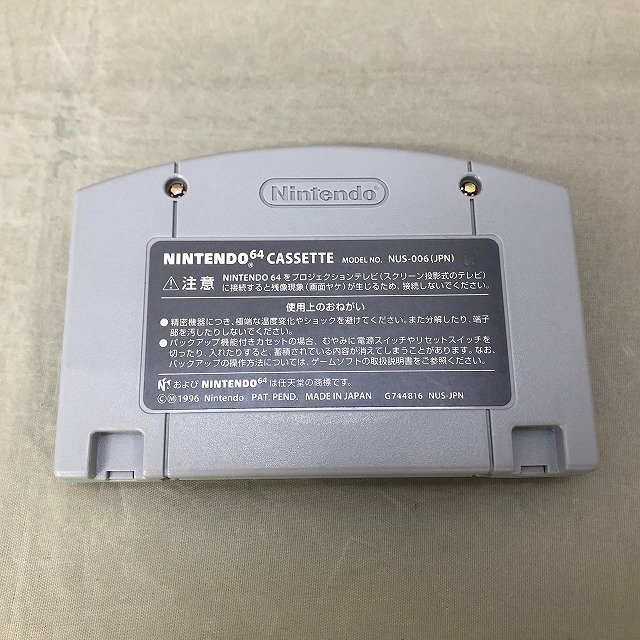 Nintendo
NINTENDO64 CASSETTE MODEL NO. NUS-006(JPN)
⚠注意 NINTENDO 64をプロジェクションテレビ(スクリーン投影式のテレビ)
に接続すると残像現象(画面ヤケ)が生じるため、接続しないでください。
使用上のおねがい
●精密機器につき、極端な温度変化やショックを避けてください。また分解したり、端子
部を汚したりしないでください。
●バックアップ機能付きカセットの場合、むやみに電源スイッチやリセットスイッチを
切ったり、入れたりすると、蓄積されている内容が消えてしまうことがあります。なお、
バックアップの操作方法については、ゲームソフトの取扱説明書をご参照ください。
および NINTENDO64 は任天堂の商標です。
©Ⓜ1996 Nintendo PAT. PEND. MADE IN JAPAN G744816 NUS-JPN